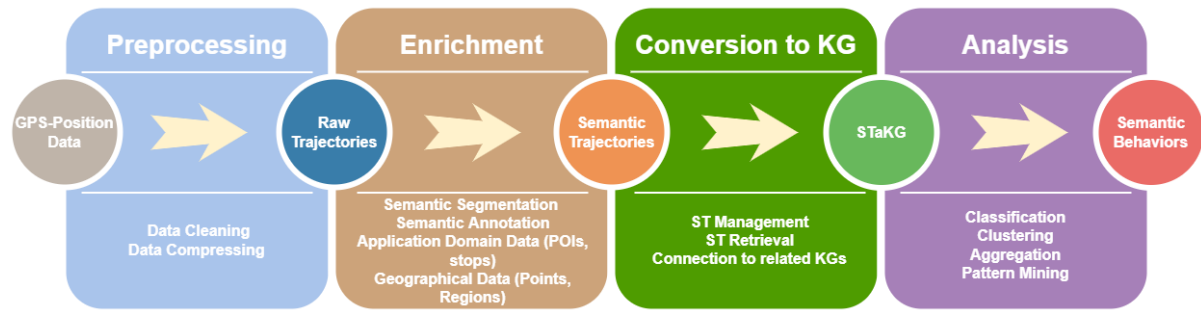 Preprocessing
Enrichment
Conversion to KG
Analysis
GPS-Position
Data
Raw
Trajectories
Semantic
Trajectories
STaKG
Semantic
Behaviors
Data Cleaning
Data Compressing
Semantic Segmentation
Semantic Annotation
Application Domain Data (POIs,
stops)
Geographical Data (Points,
Regions)
ST Management
ST Retrieval
Connection to related KGs
Classification
Clustering
Aggregation
Pattern Mining